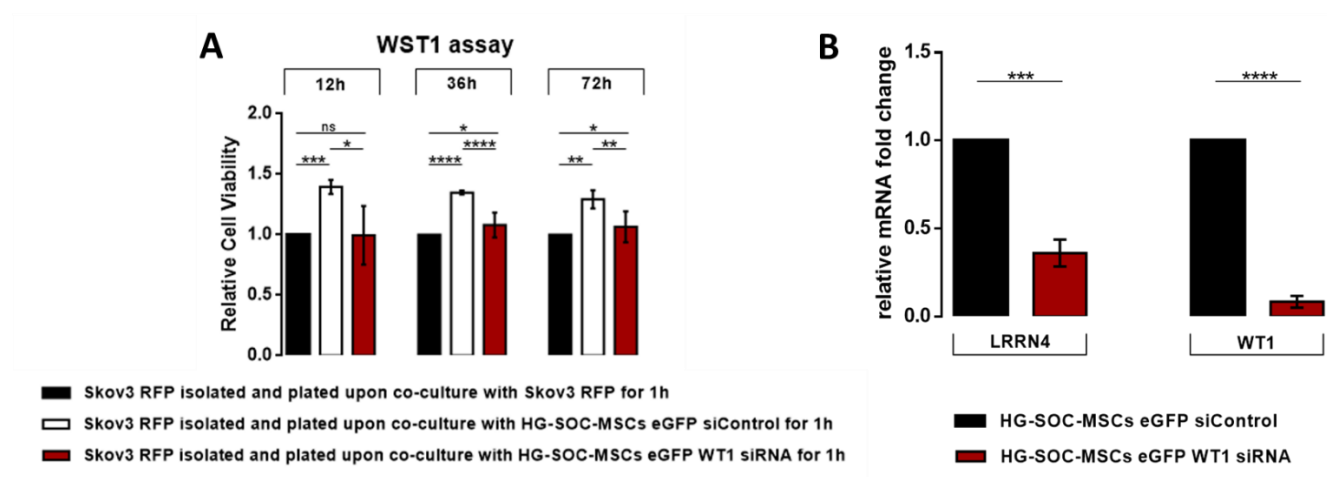 A
WST1 assay
12h
36h
72h
Relative Cell Viability
2.0
1.5
1.0
0.5
0.0
ns
*
***
*
****
****
*
**
**
Skov3 RFP isolated and plated upon co-culture with Skov3 RFP for 1h
Skov3 RFP isolated and plated upon co-culture with HG-SOC-MSCs eGFP siControl for 1h
Skov3 RFP isolated and plated upon co-culture with HG-SOC-MSCs eGFP WT1 siRNA for 1h
B
relative mRNA fold change
1.5
1.0
0.5
0.0
***
****
LRRN4
WT1
HG-SOC-MSCs eGFP siControl
HG-SOC-MSCs eGFP WT1 siRNA